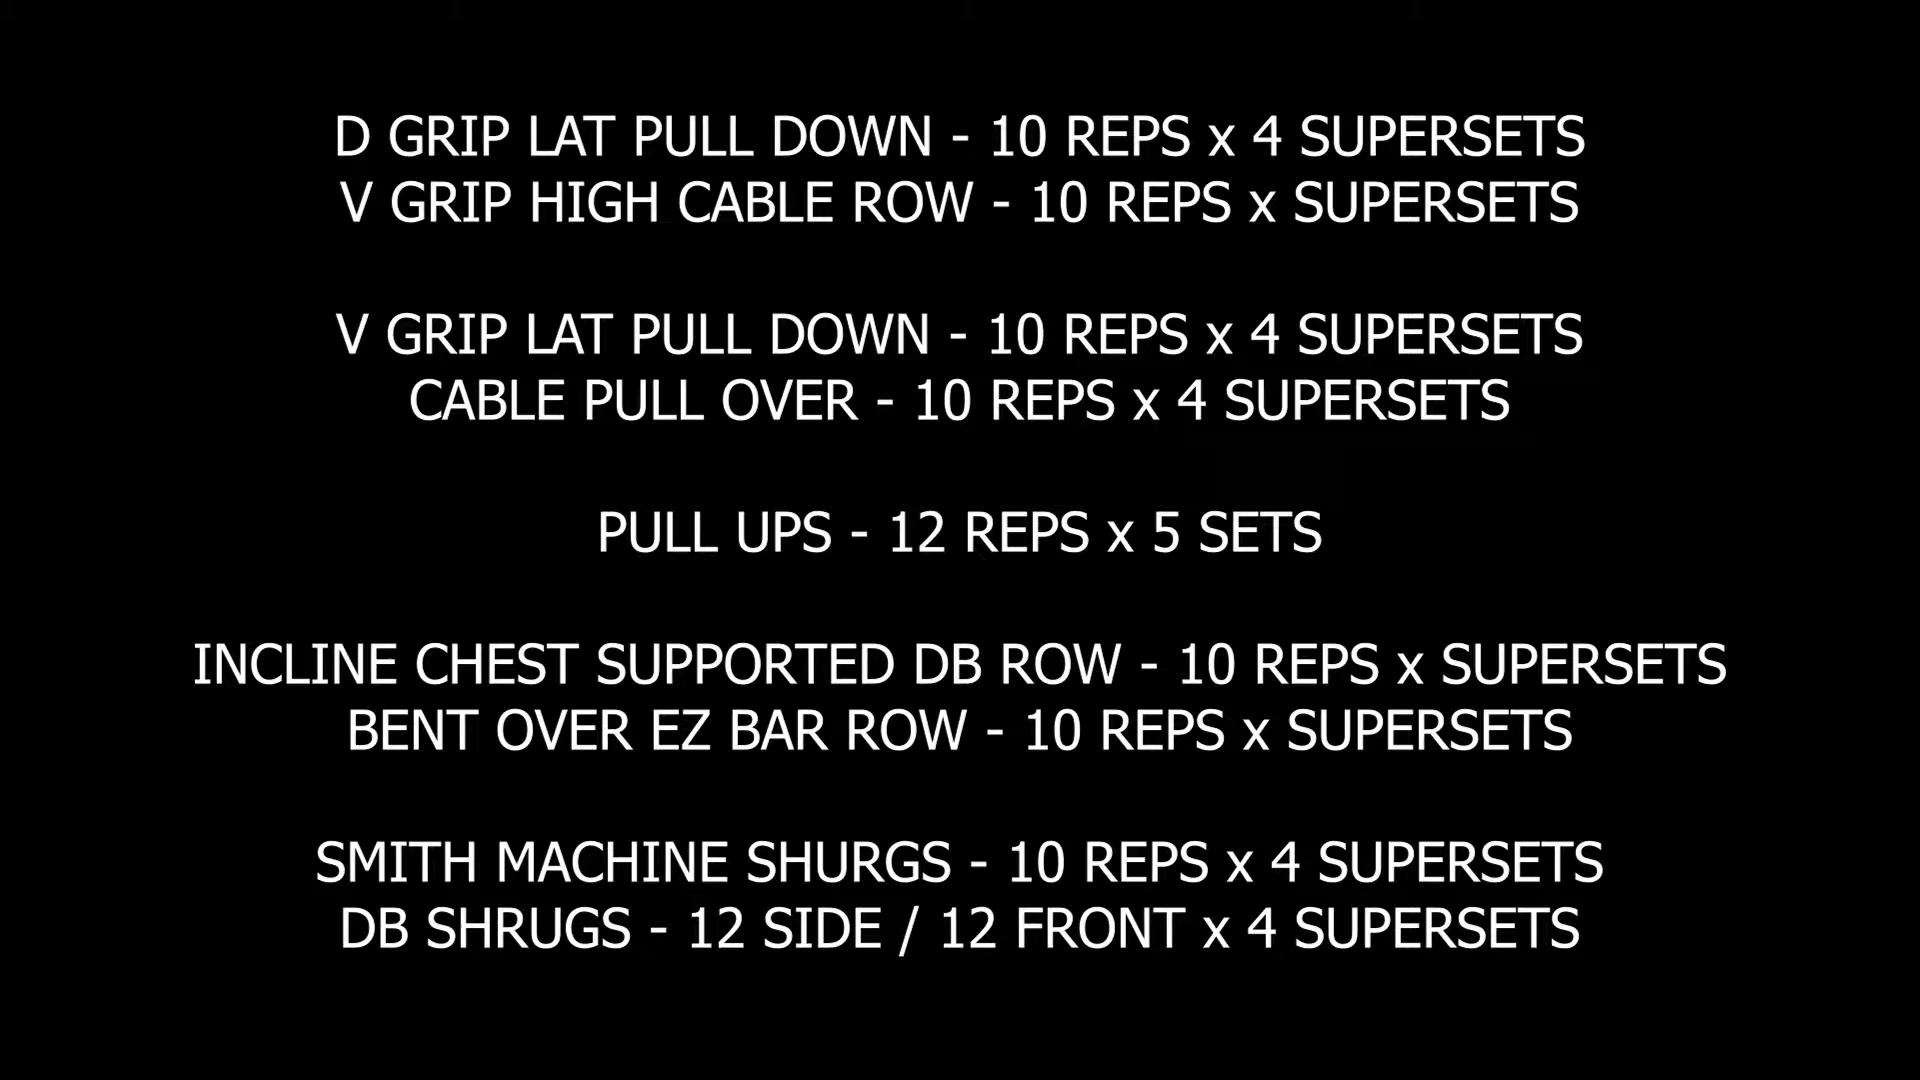 D GRIP LAT PULL DOWN - 10 REPS x 4 SUPERSETS
V GRIP HIGH CABLE ROW - 10 REPS x SUPERSETS
V GRIP LAT PULL DOWN - 10 REPS x 4 SUPERSETS
CABLE PULL OVER - 10 REPS x 4 SUPERSETS
PULL UPS - 12 REPS x 5 SETS
INCLINE CHEST SUPPORTED DB ROW - 10 REPS x SUPERSETS
BENT OVER EZ BAR ROW - 10 REPS x SUPERSETS
SMITH MACHINE SHURGS - 10 REPS x 4 SUPERSETS
DB SHRUGS - 12 SIDE / 12 FRONT x 4 SUPERSETS